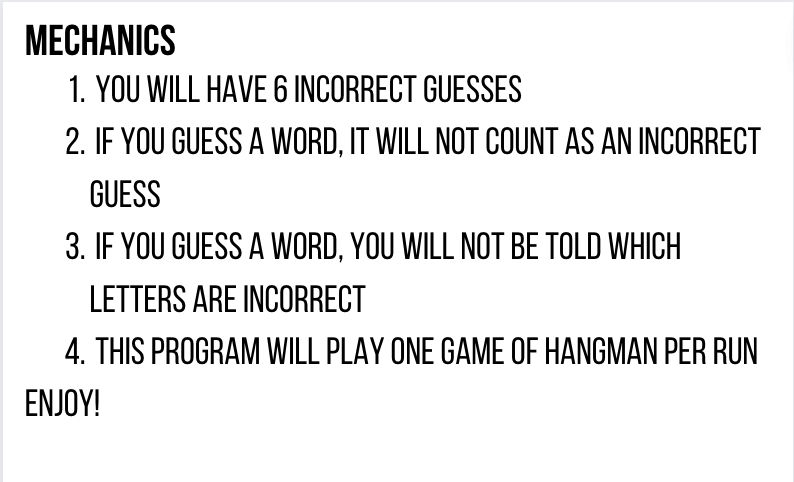 MECHANICS
1. YOU WILL HAVE 6 INCORRECT GUESSES
2. IF YOU GUESS A WORD, IT WILL NOT COUNT AS AN INCORRECT
GUESS
3. IF YOU GUESS A WORD, YOU WILL NOT BE TOLD WHICH
LETTERS ARE INCORRECT
4. THIS PROGRAM WILL PLAY ONE GAME OF HANGMAN PER RUN
ENJOY!